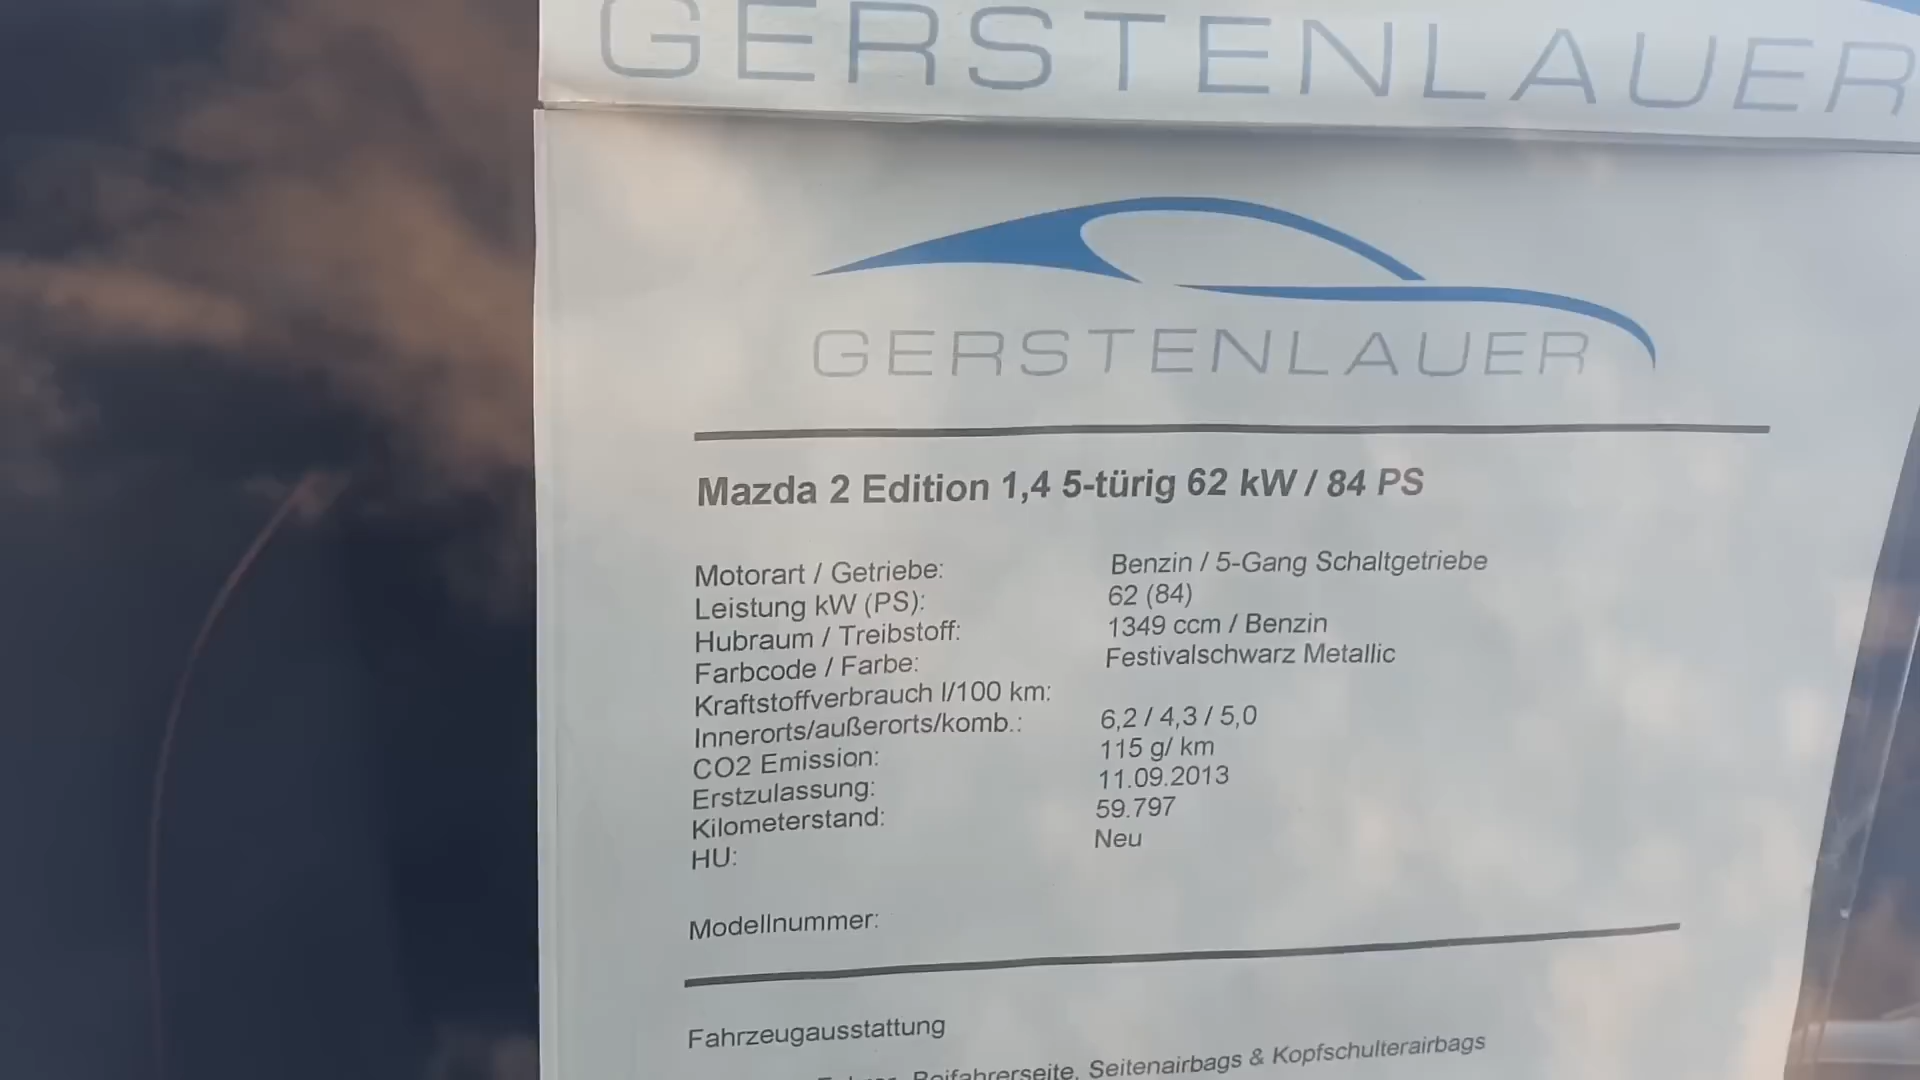 GERSTENLAUER
GERSTENLAUER
Mazda 2 Edition 1,4 5-türig 62 kW / 84 PS
Motorart / Getriebe: Benzin / 5-Gang Schaltgetriebe
Leistung kW (PS): 62 (84)
Hubraum / Treibstoff: 1349 ccm / Benzin
Farbcode / Farbe: Festivalschwarz Metallic
Kraftstoffverbrauch l/100 km:
Innerorts/außerorts/komb.: 6,2 / 4,3 / 5,0
CO2 Emission: 115 g/ km
Erstzulassung: 11.09.2013
Kilometerstand: 59.797
HU: Neu
Modellnummer:
Fahrzeugausstattung
Beifahrerseite, Seitenairbags & Kopfschulterairbags